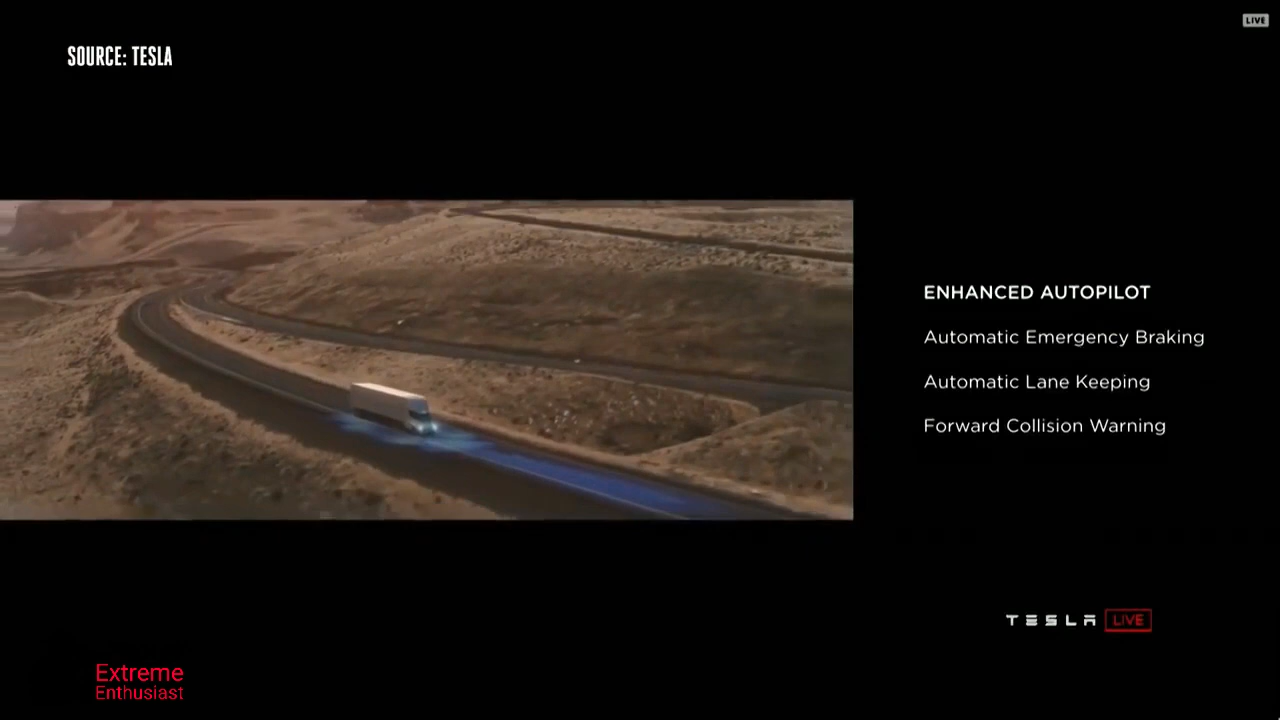 LIVE
SOURCE: TESLA
ENHANCED AUTOPILOT
Automatic Emergency Braking
Automatic Lane Keeping
Forward Collision Warning
TESLA LIVE
Extreme
Enthusiast